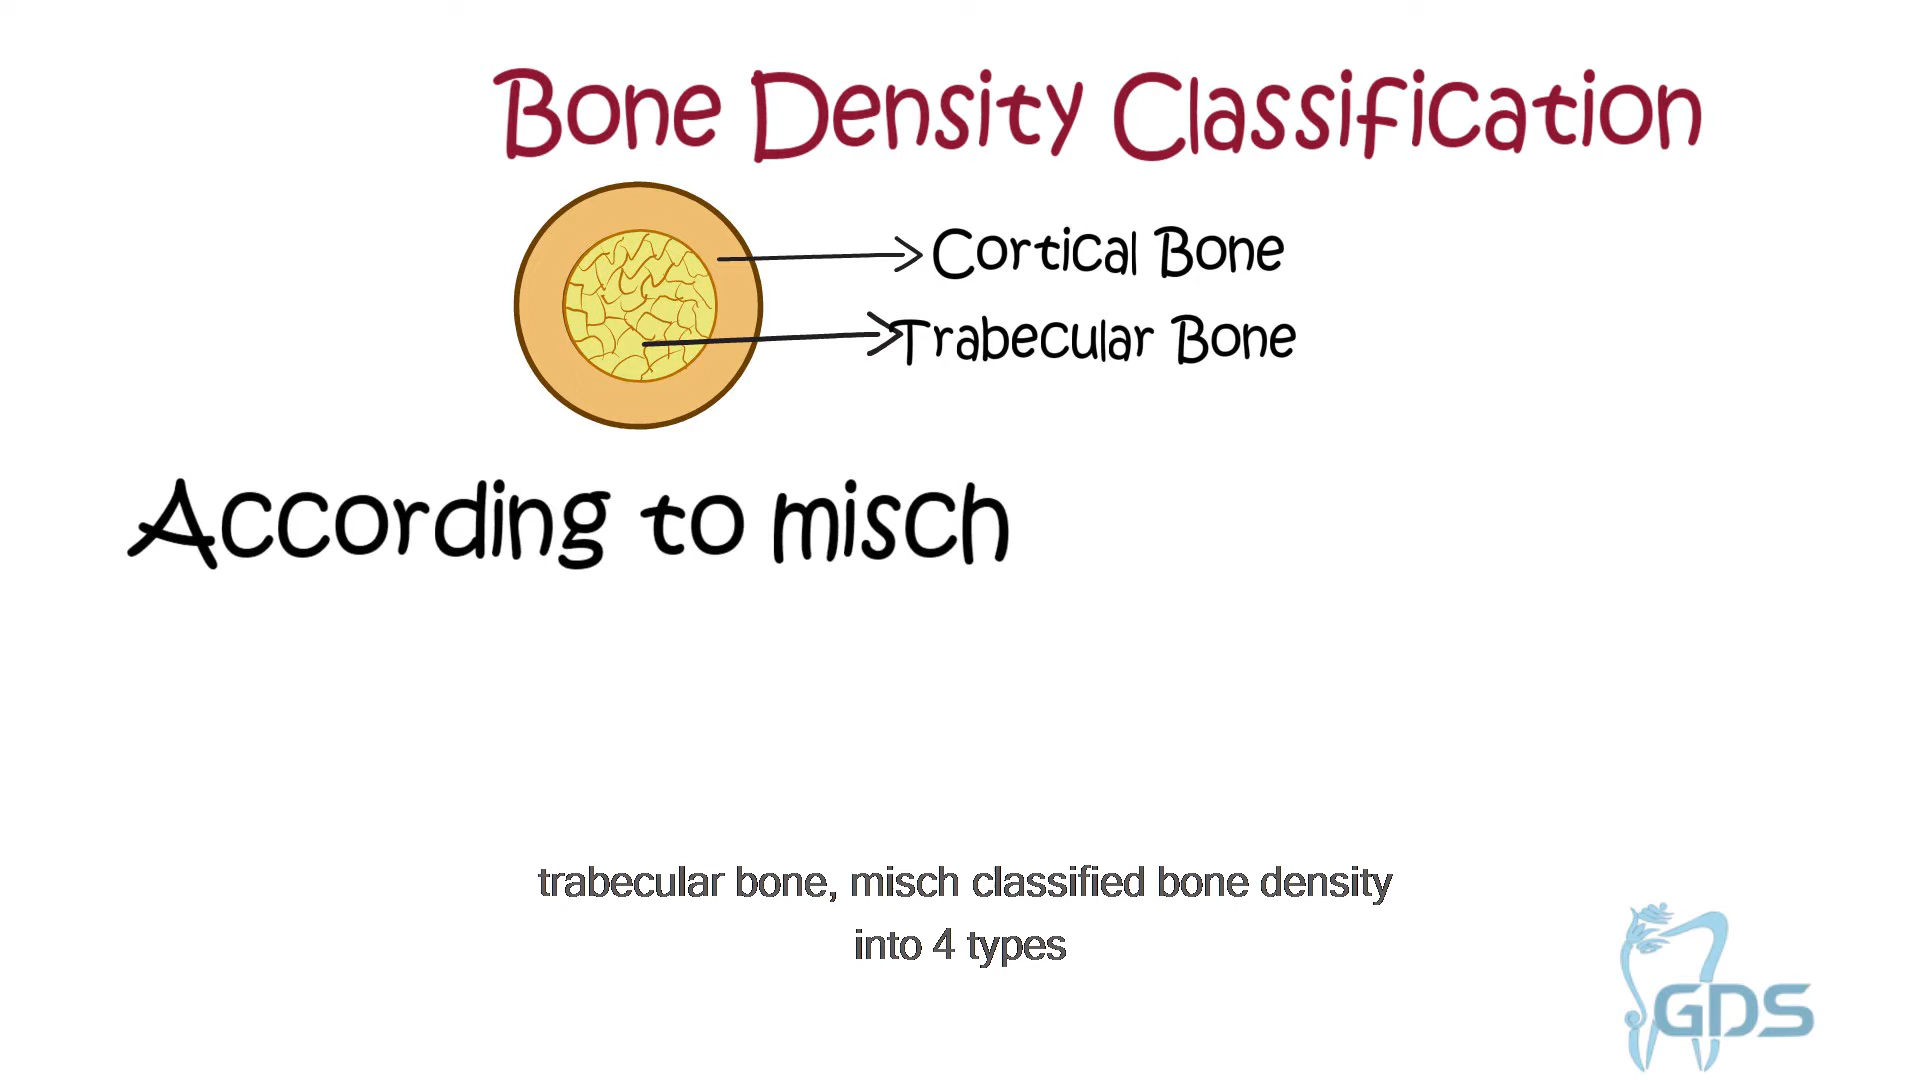 Bone Density Classification
Cortical Bone
Trabecular Bone
According to misch
trabecular bone, misch classified bone density
into 4 types
GDS